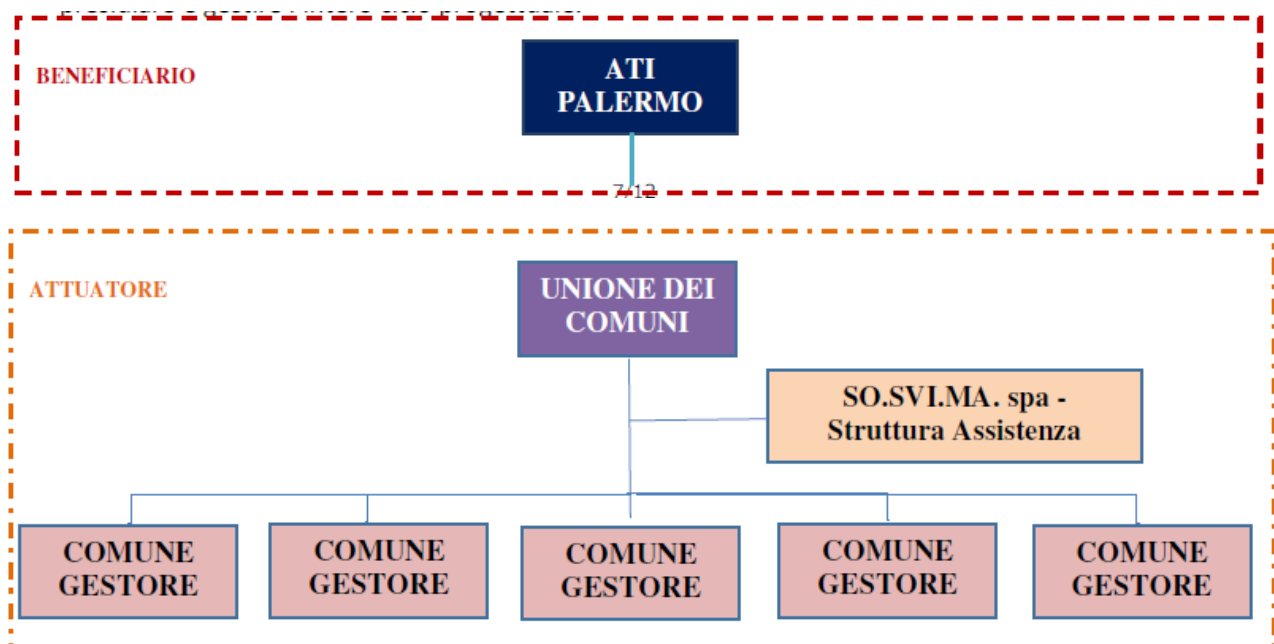 BENEFICIARIO
ATI
PALERMO
7/12
ATTUATORE
UNIONE DEI
COMUNI
SO.SVI.MA. spa -
Struttura Assistenza
COMUNE
GESTORE
COMUNE
GESTORE
COMUNE
GESTORE
COMUNE
GESTORE
COMUNE
GESTORE